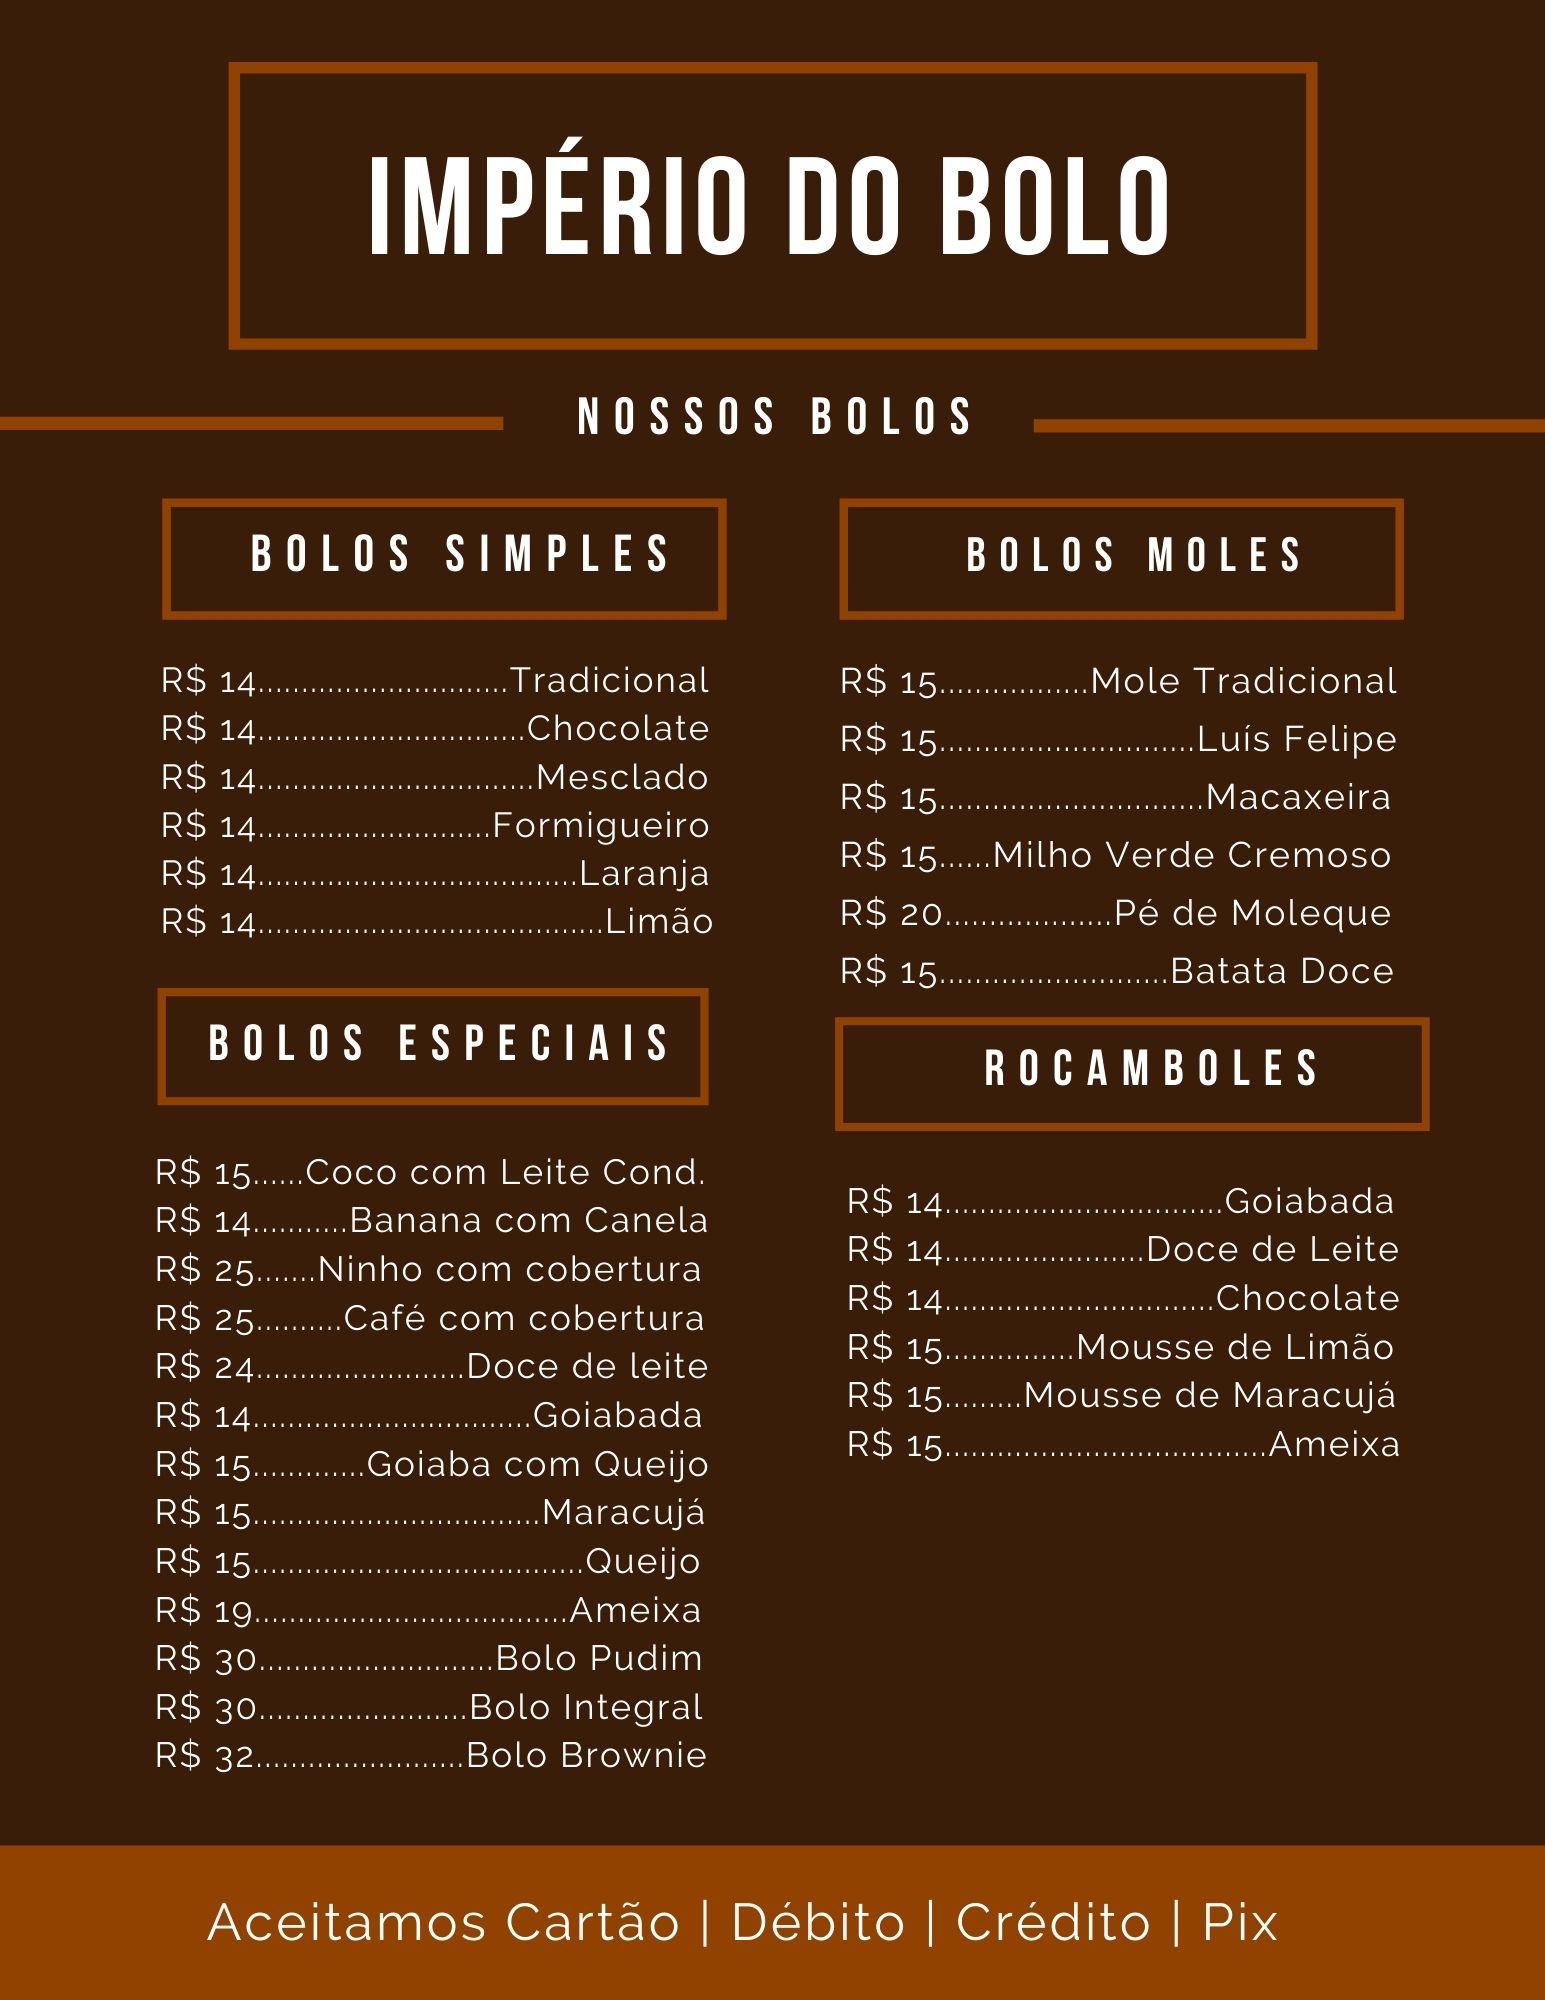 IMPÉRIO DO BOLO
NOSSOS BOLOS
BOLOS SIMPLES
R$ 14.............................Tradicional
R$ 14...............................Chocolate
R$ 14................................Mesclado
R$ 14...........................Formigueiro
R$ 14.....................................Laranja
R$ 14........................................Limão
BOLOS ESPECIAIS
R$ 15......Coco com Leite Cond.
R$ 14...........Banana com Canela
R$ 25.......Ninho com cobertura
R$ 25..........Café com cobertura
R$ 24........................Doce de leite
R$ 14................................Goiabada
R$ 15.............Goiaba com Queijo
R$ 15.................................Maracujá
R$ 15......................................Queijo
R$ 19....................................Ameixa
R$ 30...........................Bolo Pudim
R$ 30........................Bolo Integral
R$ 32........................Bolo Brownie
BOLOS MOLES
R$ 15.................Mole Tradicional
R$ 15.............................Luís Felipe
R$ 15..............................Macaxeira
R$ 15......Milho Verde Cremoso
R$ 20...................Pé de Moleque
R$ 15..........................Batata Doce
ROCAMBOLES
R$ 14................................Goiabada
R$ 14.......................Doce de Leite
R$ 14...............................Chocolate
R$ 15...............Mousse de Limão
R$ 15.........Mousse de Maracujá
R$ 15.....................................Ameixa
Aceitamos Cartão | Débito | Crédito | Pix